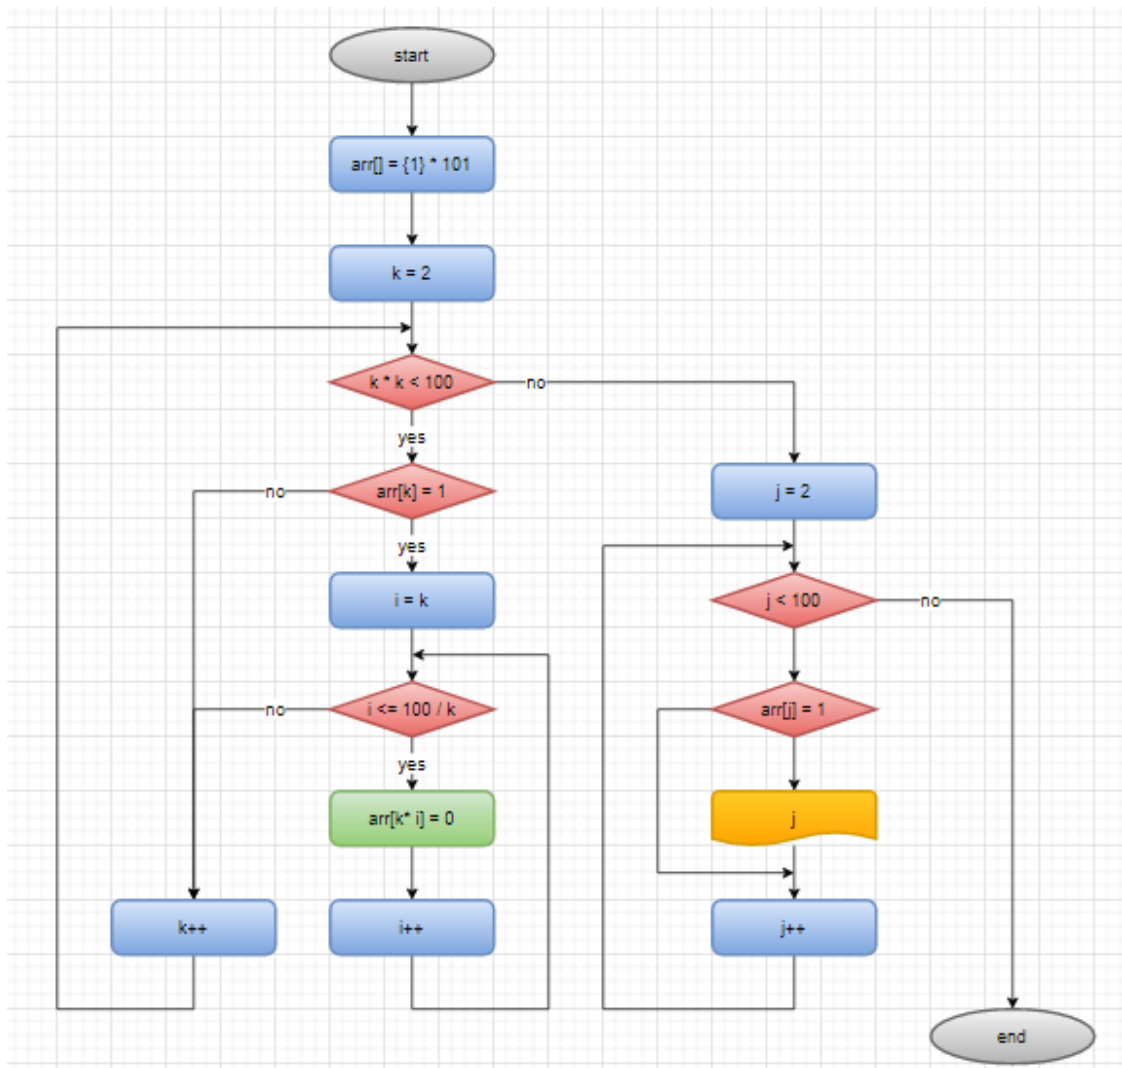 start
arr[] = {1} * 101
k = 2
k * k < 100
no
yes
arr[k] = 1
no
yes
i = k
i <= 100 / k
no
yes
arr[k* i] = 0
k++
i++
j = 2
j < 100
no
arr[j] = 1
j
j++
end